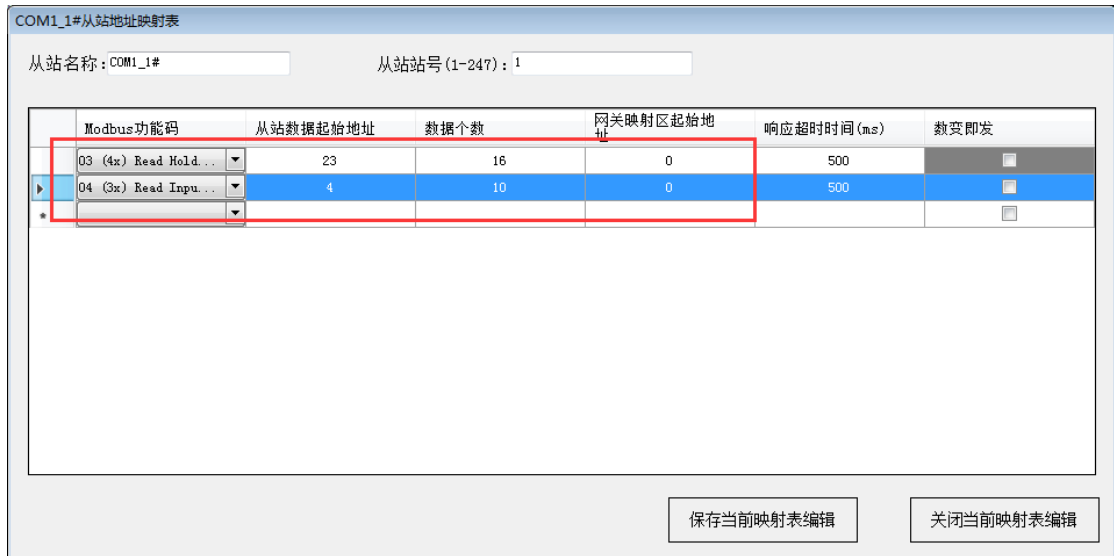 COM1_1#从站地址映射表
从站名称:COM1_1# 从站站号(1-247):1
Modbus功能码 从站数据起始地址 数据个数 网关映射区起始地址 响应超时时间(ms) 数变即发
03 (4x) Read Hold... 23 16 0 500
04 (3x) Read Inpu... 4 10 0 500
*
保存当前映射表编辑 关闭当前映射表编辑